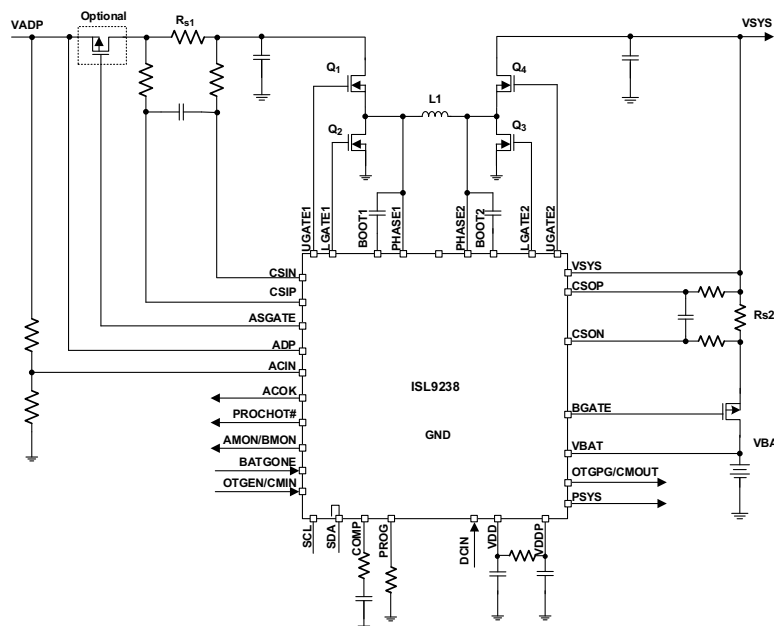 Optional
VADP
Rs1
VSYS
Q1
Q4
L1
Q2
Q3
UGATE1
LGATE1
BOOT1
PHASE1
PHASE2
BOOT2
LGATE2
UGATE2
CSIN
CSIP
ASGATE
ADP
ACIN
ACOK
PROCHOT#
AMON/BMON
BATGONE
OTGEN/CMIN
ISL9238
GND
VSYS
CSOP
Rs2
CSON
BGATE
VBAT
VBA
OTGPG/CMOUT
PSYS
SCL
SDA
COMP
PROG
DCIN
VDD
VDDP